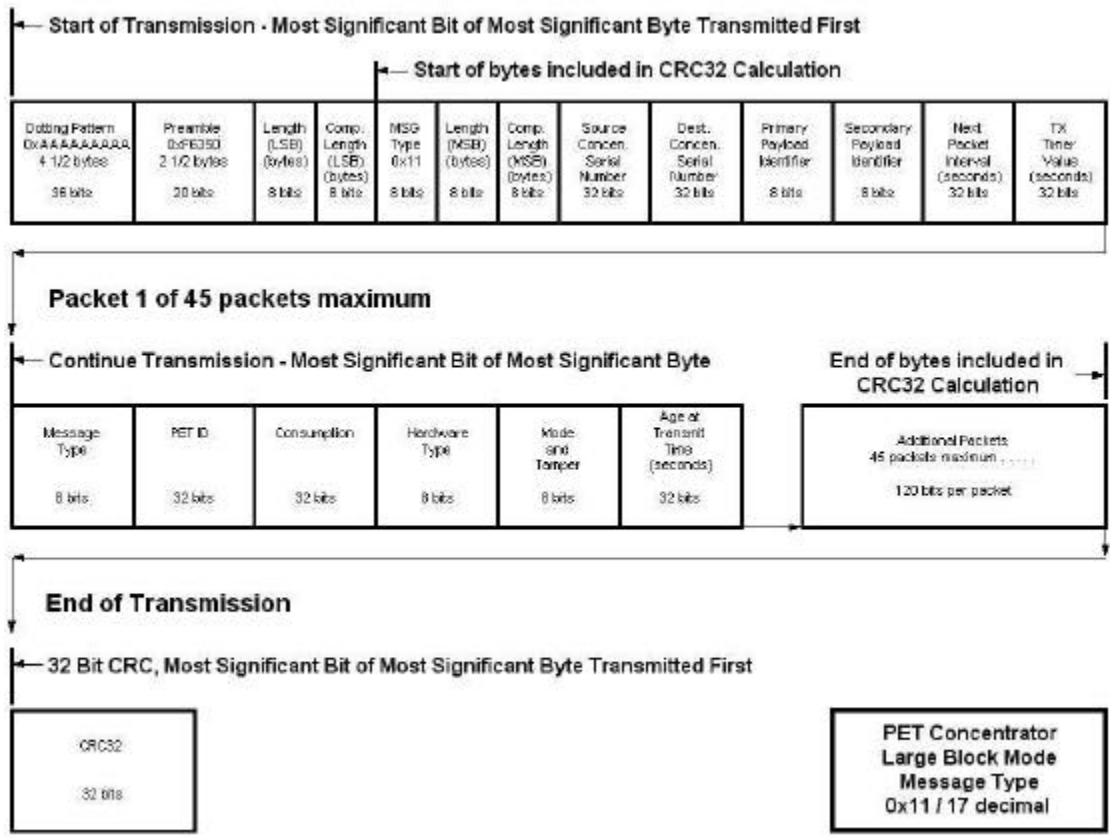 Start of Transmission - Most Significant Bit of Most Significant Byte Transmitted First
Start of bytes included in CRC32 Calculation
Dotting Pattern
0xAAAAAAAAA
4 1/2 bytes
36 bits
Preamble
0xF6350
2 1/2 bytes
20 bits
Length
(LSB)
(bytes)
8 bits
Comp.
Length
(LSB)
(bytes)
8 bits
MSG
Type
0x11
8 bits
Length
(MSB)
(bytes)
8 bits
Comp.
Length
(MSB)
(bytes)
8 bits
Source
Concen.
Serial
Number
32 bits
Dest.
Concen.
Serial
Number
32 bits
Primary
Payload
Identifier
8 bits
Secondary
Payload
Identifier
8 bits
Next
Packet
Interval
(seconds)
32 bits
TX
Timer
Value
(seconds)
32 bits
Packet 1 of 45 packets maximum
Continue Transmission - Most Significant Bit of Most Significant Byte
End of bytes included in
CRC32 Calculation
Message
Type
8 bits
PET ID
32 bits
Consumption
32 bits
Hardware
Type
8 bits
Mode
and
Tamper
8 bits
Age at
Transmit
Time
(seconds)
32 bits
Additional Packets
45 packets maximum . . . . .
120 bits per packet
End of Transmission
32 Bit CRC, Most Significant Bit of Most Significant Byte Transmitted First
CRC32
32 bits
PET Concentrator
Large Block Mode
Message Type
0x11 / 17 decimal